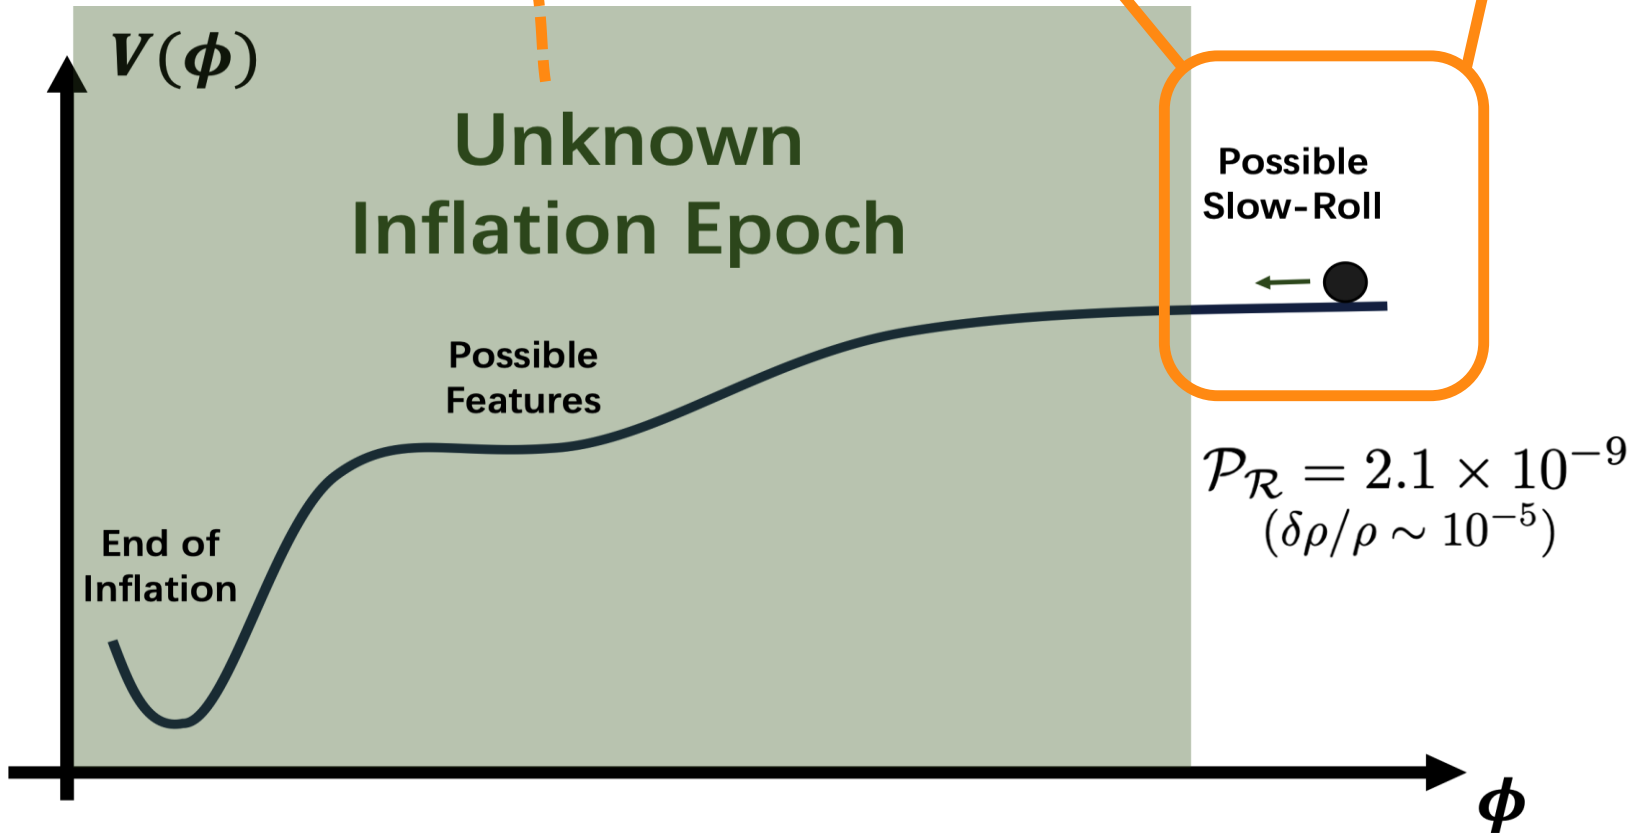 V(ϕ)
Unknown
Inflation Epoch
Possible
Slow-Roll
Possible
Features
End of
Inflation
𝒫_ℛ = 2.1 × 10⁻⁹
(δρ/ρ ∼ 10⁻⁵)
ϕ